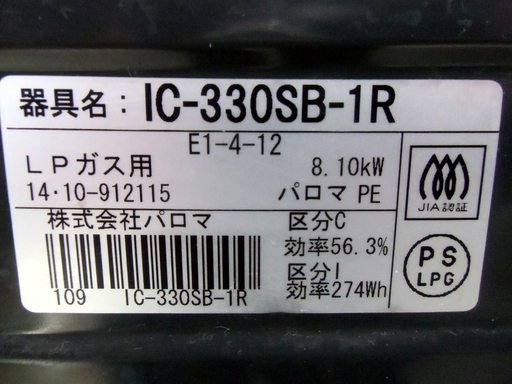 器具名：IC-330SB-1R
E1-4-12
LPガス用 8.10kW
14・10-912115 パロマ PE
株式会社パロマ 区分C
効率56.3%
区分I
効率274Wh
109 IC-330SB-1R
JIA認証
PS
LPG